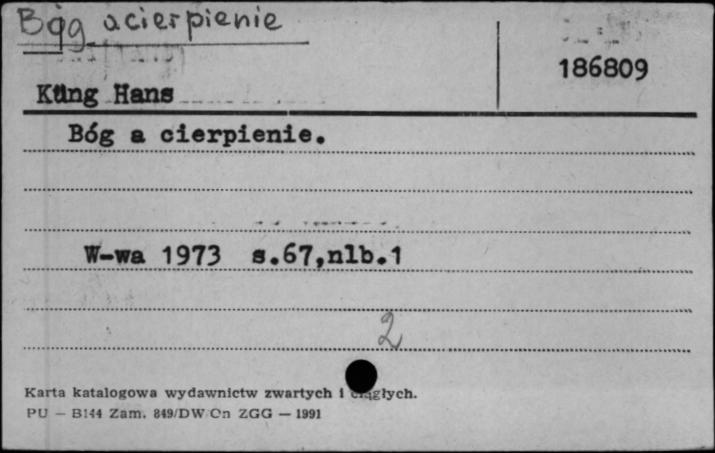 Bóg a cierpienie
186809
Küng Hans
Bóg a cierpienie.
W-wa 1973 s.67,nlb.1
2
Karta katalogowa wydawnictw zwartych i ciągłych.
PU — B144 Zam. 849/DW/Cn ZGG — 1991